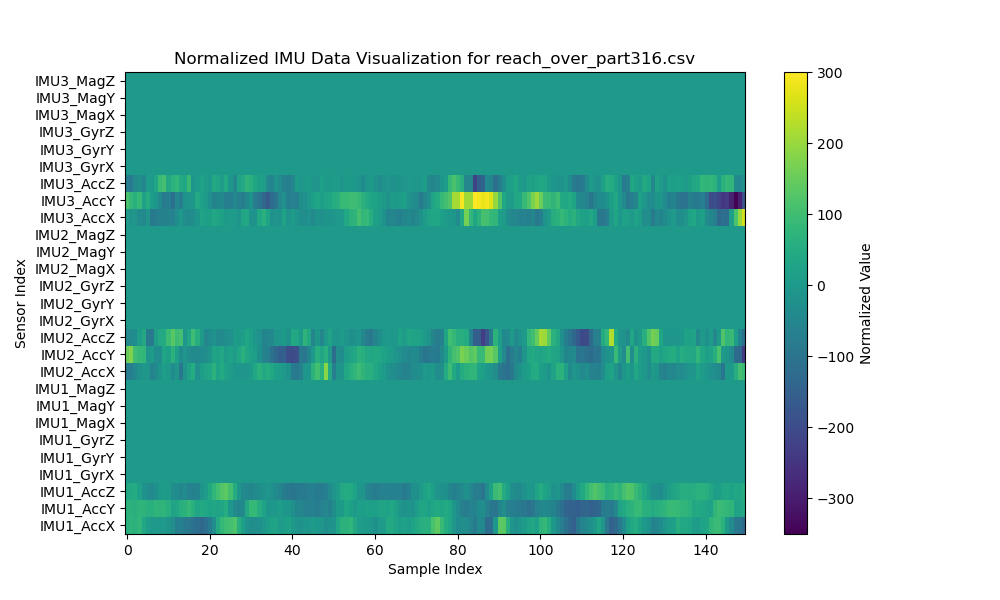 Normalized IMU Data Visualization for reach_over_part316.csv
Sensor Index
IMU3_MagZ
IMU3_MagY
IMU3_MagX
IMU3_GyrZ
IMU3_GyrY
IMU3_GyrX
IMU3_AccZ
IMU3_AccY
IMU3_AccX
IMU2_MagZ
IMU2_MagY
IMU2_MagX
IMU2_GyrZ
IMU2_GyrY
IMU2_GyrX
IMU2_AccZ
IMU2_AccY
IMU2_AccX
IMU1_MagZ
IMU1_MagY
IMU1_MagX
IMU1_GyrZ
IMU1_GyrY
IMU1_GyrX
IMU1_AccZ
IMU1_AccY
IMU1_AccX
0 20 40 60 80 100 120 140
Sample Index
300
200
100
0
−100
−200
−300
Normalized Value